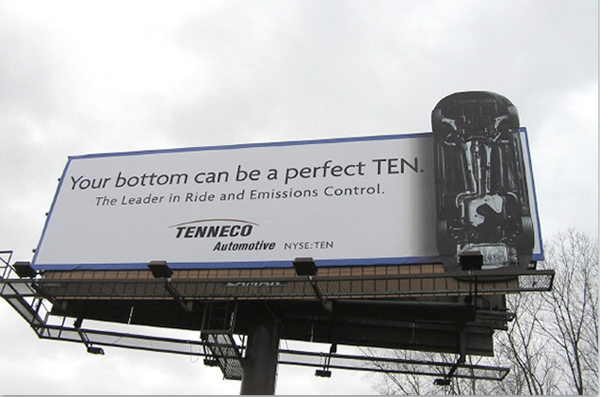 Your bottom can be a perfect TEN.
The Leader in Ride and Emissions Control.
TENNECO
Automotive NYSE:TEN